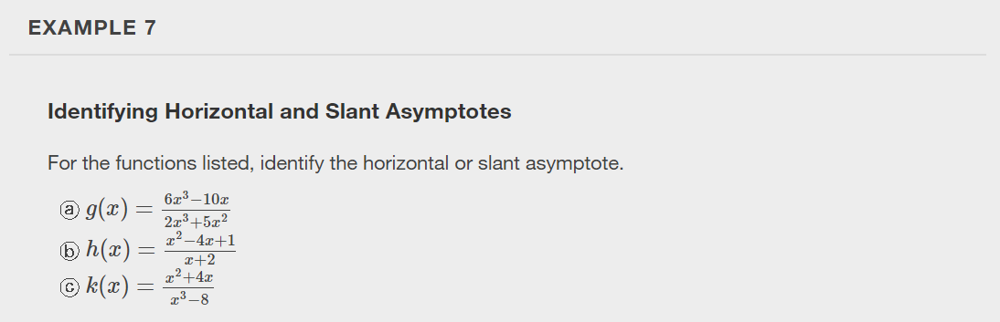 EXAMPLE 7
Identifying Horizontal and Slant Asymptotes
For the functions listed, identify the horizontal or slant asymptote.
ⓐ g(x) = \frac{6x^3−10x}{2x^3+5x^2}
ⓑ h(x) = \frac{x^2−4x+1}{x+2}
ⓒ k(x) = \frac{x^2+4x}{x^3−8}